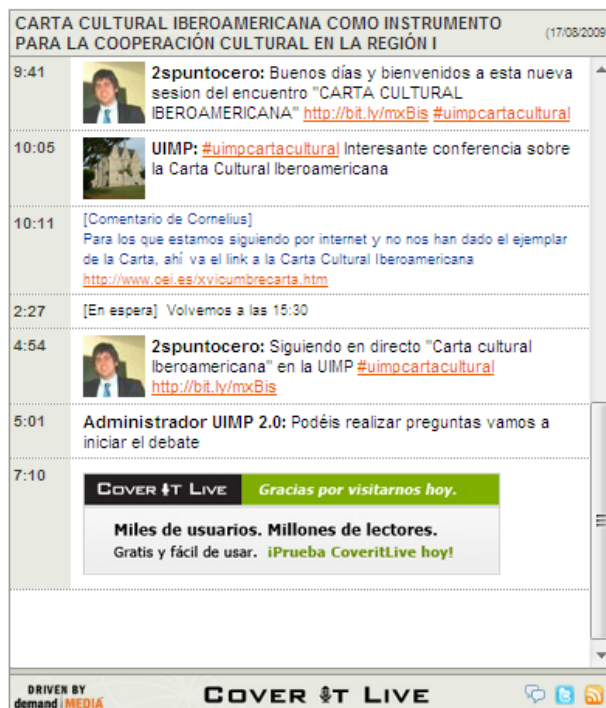 CARTA CULTURAL IBEROAMERICANA COMO INSTRUMENTO
PARA LA COOPERACIÓN CULTURAL EN LA REGIÓN I
(17/08/2009)
9:41
2spuntocero: Buenos días y bienvenidos a esta nueva
sesion del encuentro "CARTA CULTURAL
IBEROAMERICANA" http://bit.ly/mxBis #uimpcartacultural
10:05
UIMP: #uimpcartacultural Interesante conferencia sobre
la Carta Cultural Iberoamericana
10:11
[Comentario de Cornelius]
Para los que estamos siguiendo por internet y no nos han dado el ejemplar
de la Carta, ahí va el link a la Carta Cultural Iberoamericana
http://www.oei.es/xvicumbrecarta.htm
2:27
[En espera] Volvemos a las 15:30
4:54
2spuntocero: Siguiendo en directo "Carta cultural
Iberoamericana" en la UIMP #uimpcartacultural
http://bit.ly/mxBis
5:01
Administrador UIMP 2.0: Podéis realizar preguntas vamos a
iniciar el debate
7:10
COVER IT LIVE Gracias por visitarnos hoy.
Miles de usuarios. Millones de lectores.
Gratis y fácil de usar. ¡Prueba CoveritLive hoy!
DRIVEN BY
demand MEDIA
COVER IT LIVE